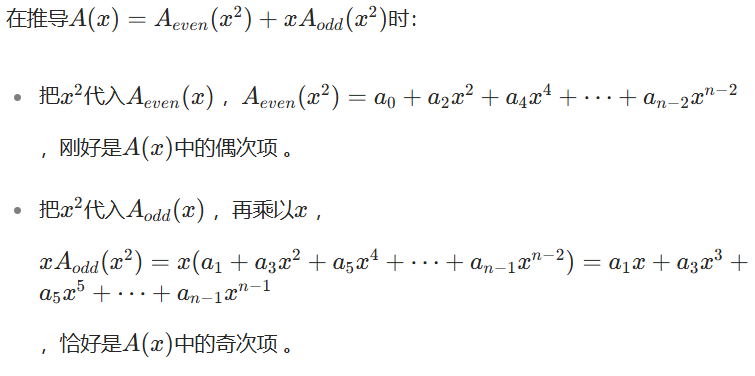 在推导$A(x) = A_{even}(x^2) + xA_{odd}(x^2)$时：
• 把$x^2$代入$A_{even}(x)$，$A_{even}(x^2) = a_0 + a_2x^2 + a_4x^4 + \cdots + a_{n-2}x^{n-2}$
，刚好是$A(x)$中的偶次项 。
• 把$x^2$代入$A_{odd}(x)$，再乘以$x$，
$xA_{odd}(x^2) = x(a_1 + a_3x^2 + a_5x^4 + \cdots + a_{n-1}x^{n-2}) = a_1x + a_3x^3 +$
$a_5x^5 + \cdots + a_{n-1}x^{n-1}$
，恰好是$A(x)$中的奇次项 。